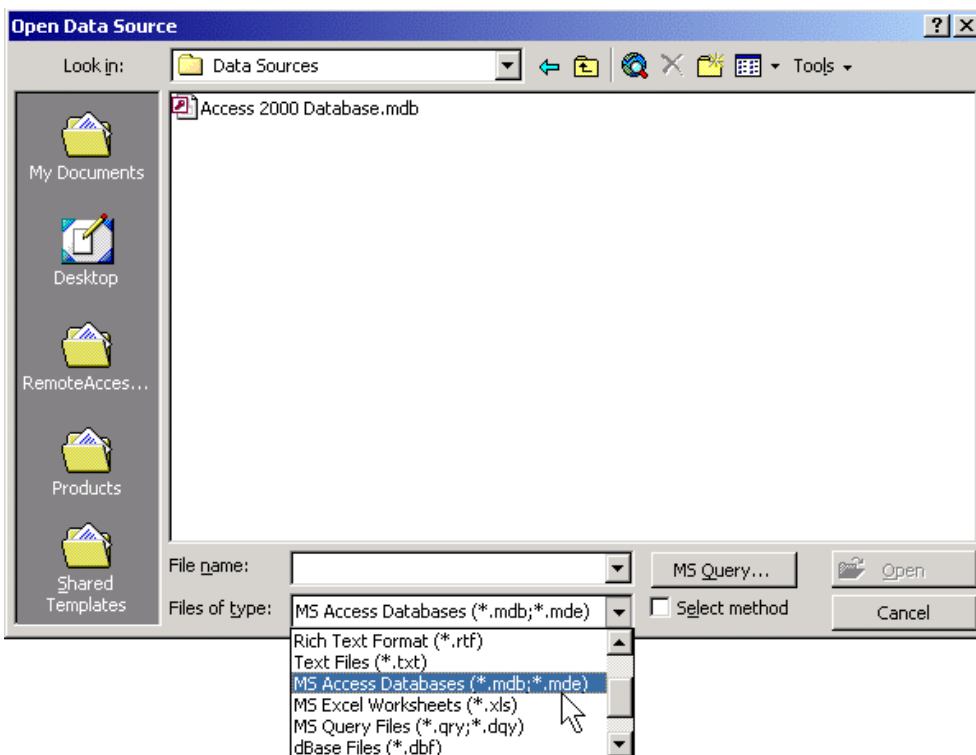 Open Data Source
Look in:
Data Sources
Tools
Access 2000 Database.mdb
My Documents
Desktop
RemoteAcces...
Products
Shared
Templates
File name:
MS Query...
Open
Files of type:
MS Access Databases (*.mdb;*.mde)
Select method
Cancel
Rich Text Format (*.rtf)
Text Files (*.txt)
MS Access Databases (*.mdb;*.mde)
MS Excel Worksheets (*.xls)
MS Query Files (*.qry;*.dqy)
dBase Files (*.dbf)